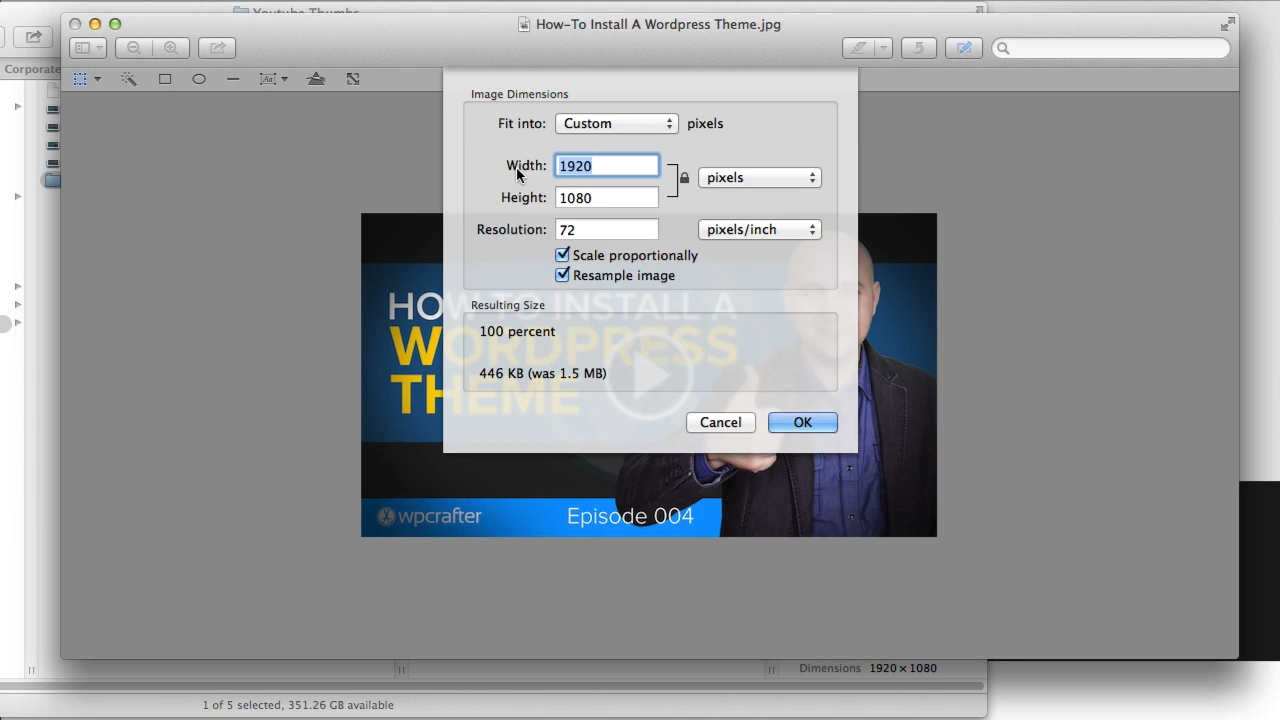 Youtube Thumbs
How-To Install A Wordpress Theme.jpg
Corporate
Image Dimensions
Fit into: Custom pixels
Width: 1920
pixels
Height: 1080
Resolution: 72 pixels/inch
Scale proportionally
Resample image
Resulting Size
100 percent
446 KB (was 1.5 MB)
Cancel OK
HOW-TO INSTALL A
WORDPRESS
THEME
wpcrafter Episode 004
Dimensions 1920 × 1080
1 of 5 selected, 351.26 GB available